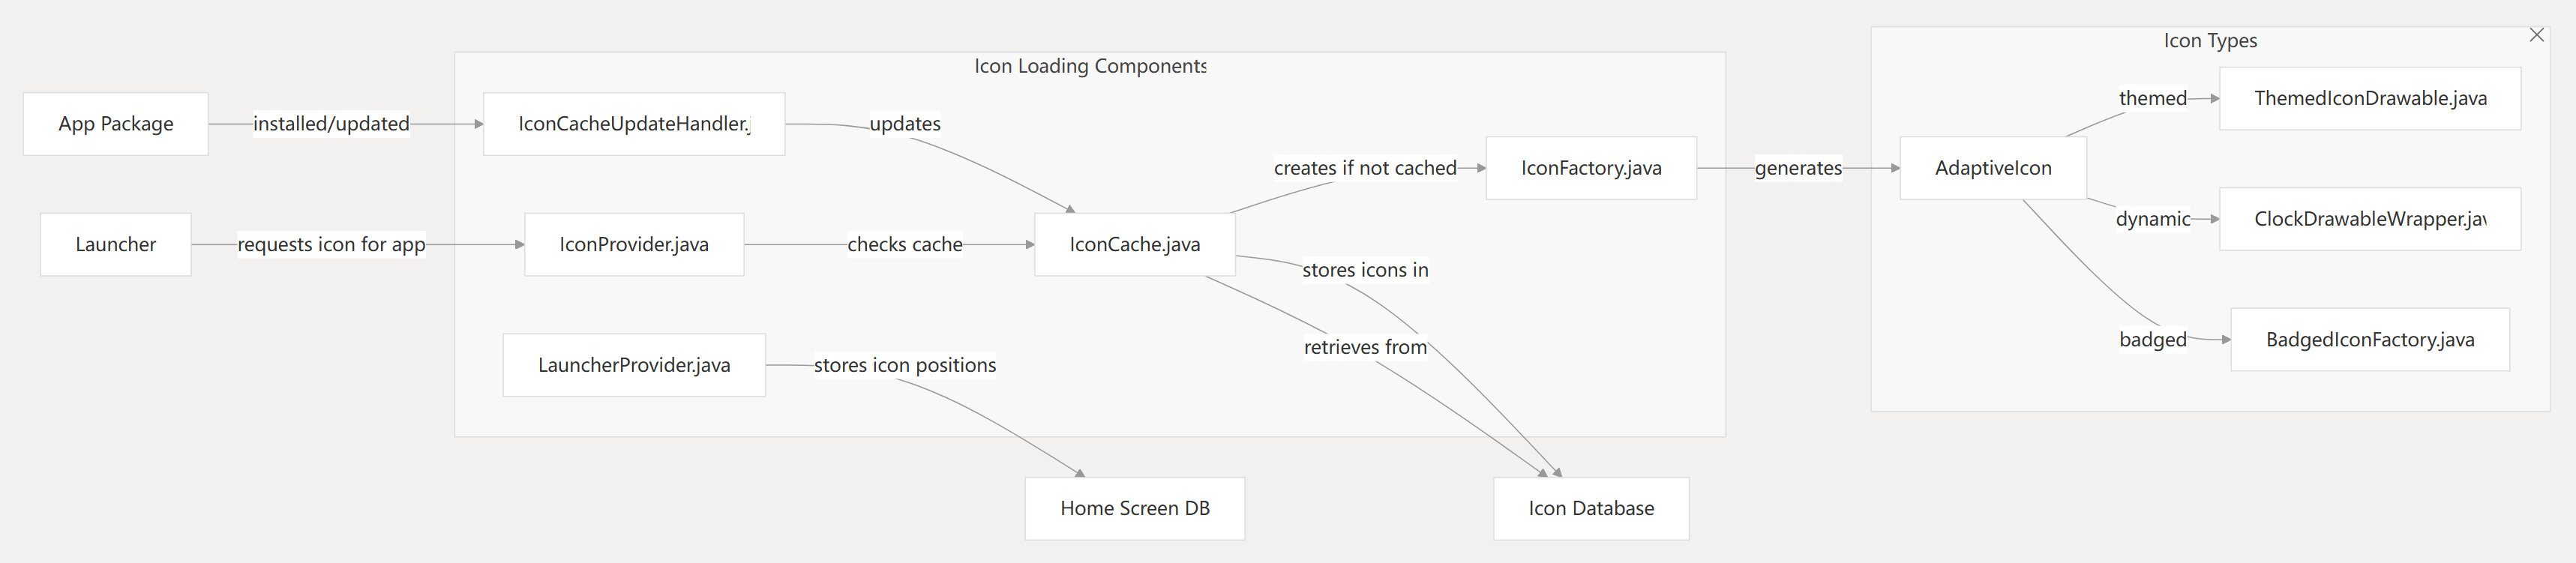 Icon Types
Icon Loading Components
App Package
installed/updated
IconCacheUpdateHandler.j
updates
creates if not cached
IconFactory.java
generates
AdaptiveIcon
themed
ThemedIconDrawable.java
Launcher
requests icon for app
IconProvider.java
checks cache
IconCache.java
stores icons in
dynamic
ClockDrawableWrapper.jav
LauncherProvider.java
stores icon positions
retrieves from
badged
BadgedIconFactory.java
Home Screen DB
Icon Database